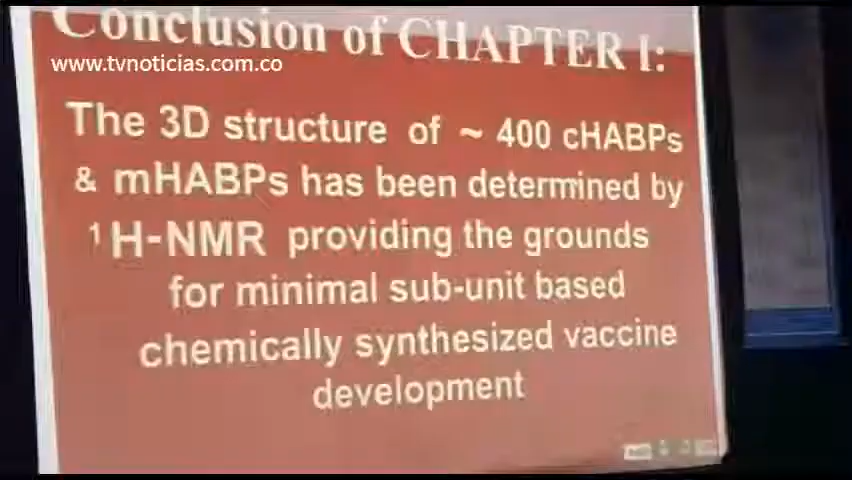 Conclusion of CHAPTER I:
www.tvnoticias.com.co
The 3D structure of ~ 400 cHABPs
& mHABPs has been determined by
¹H-NMR providing the grounds
for minimal sub-unit based
chemically synthesized vaccine
development